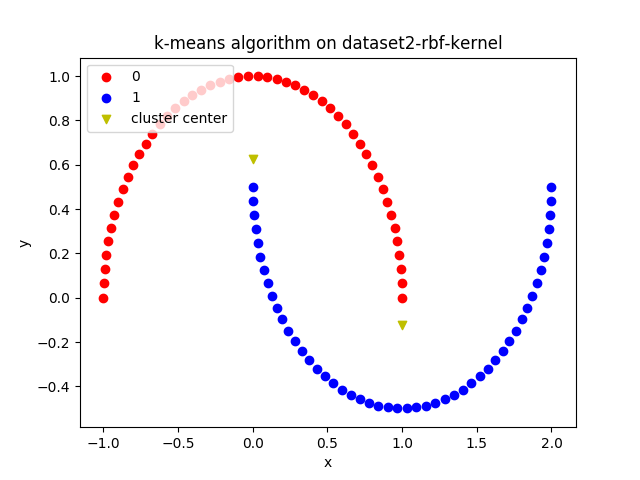 k-means algorithm on dataset2-rbf-kernel
0
1
cluster center
1.0
0.8
0.6
0.4
0.2
0.0
−0.2
−0.4
y
−1.0 −0.5 0.0 0.5 1.0 1.5 2.0
x